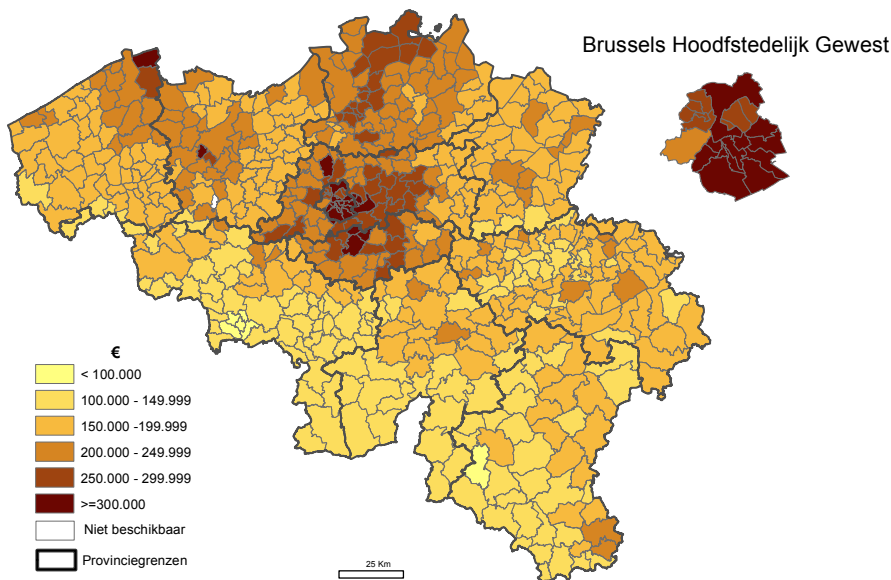 Brussels Hoodfstedelijk Gewest
€
< 100.000
100.000 - 149.999
150.000 -199.999
200.000 - 249.999
250.000 - 299.999
>=300.000
Niet beschikbaar
Provinciegrenzen
25 Km